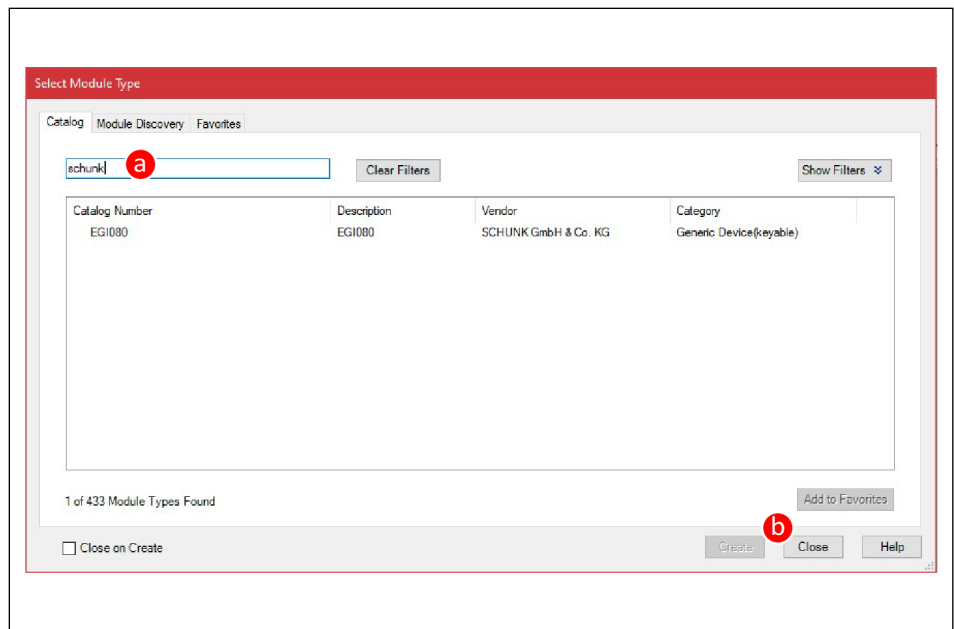 Select Module Type
Catalog Module Discovery Favorites
schunk a Clear Filters Show Filters
Catalog Number Description Vendor Category
EGI080 EGI080 SCHUNK GmbH & Co. KG Generic Device(keyable)
1 of 433 Module Types Found Add to Favorites
b
Close on Create Create Close Help